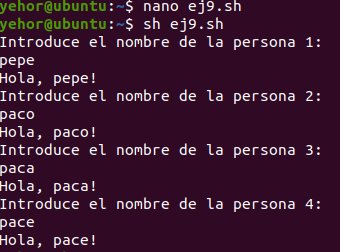 yehor@ubuntu:~$ nano ej9.sh
yehor@ubuntu:~$ sh ej9.sh
Introduce el nombre de la persona 1:
pepe
Hola, pepe!
Introduce el nombre de la persona 2:
paco
Hola, paco!
Introduce el nombre de la persona 3:
paca
Hola, paca!
Introduce el nombre de la persona 4:
pace
Hola, pace!